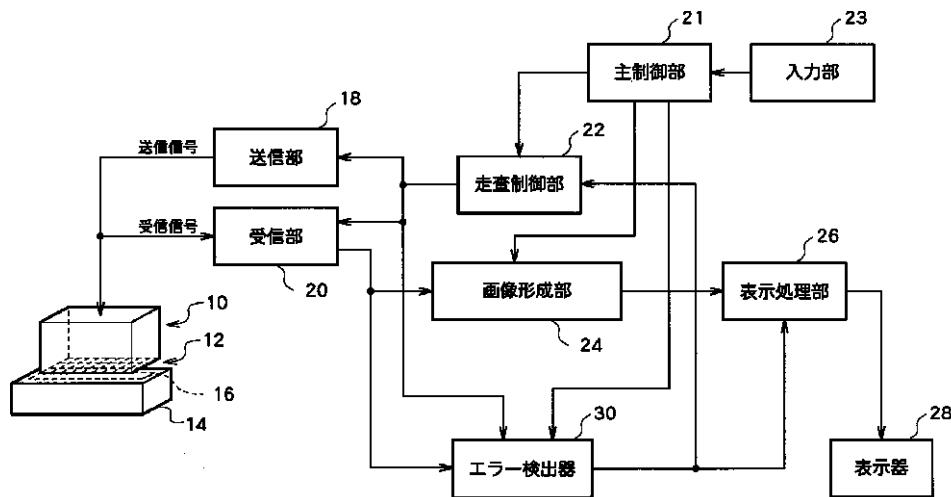 21
23
主制御部
入力部
18
22
送信信号
送信部
走査制御部
受信信号
受信部
26
20
画像形成部
表示処理部
10
24
12
16
14
30
28
エラー検出器
表示器